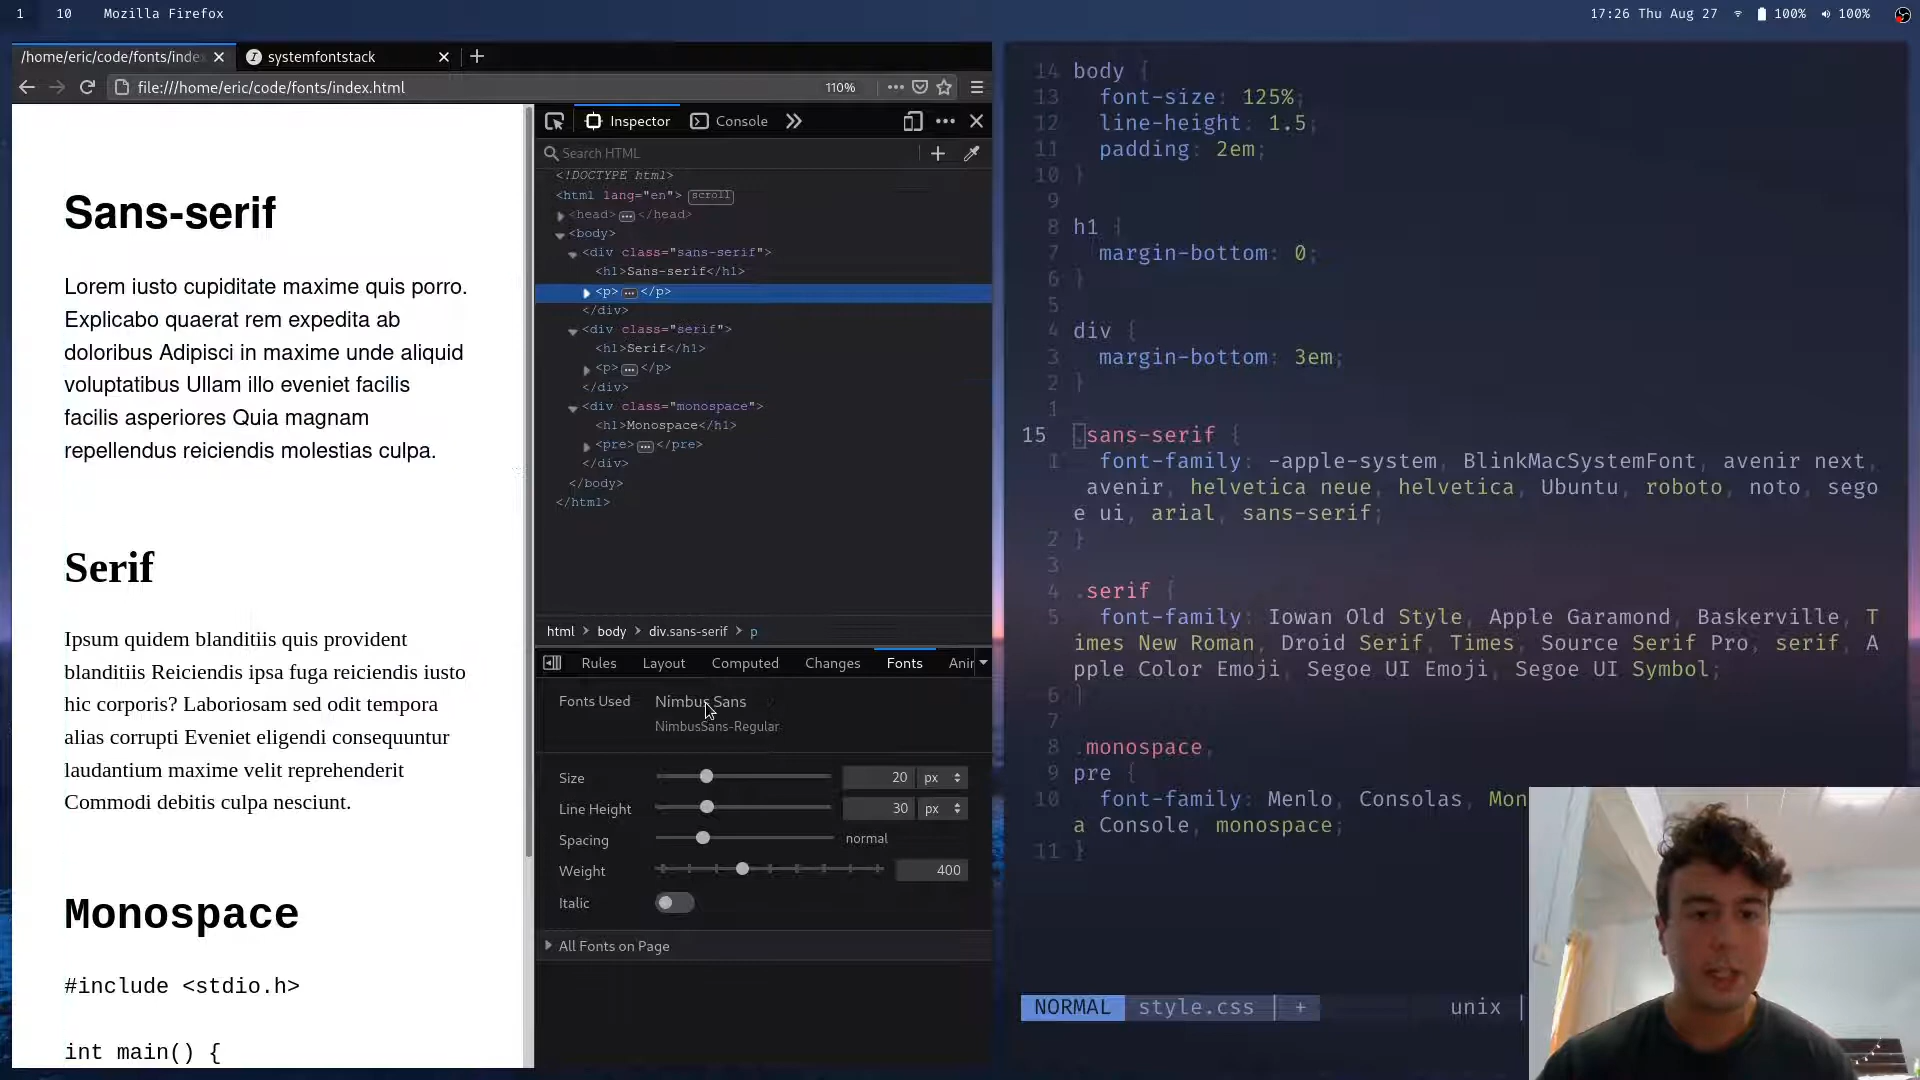 1 10 Mozilla Firefox
17:26 Thu Aug 27 100% 100%
/home/eric/code/fonts/index
systemfontstack
file:///home/eric/code/fonts/index.html
110%
Sans-serif
Lorem iusto cupiditate maxime quis porro.
Explicabo quaerat rem expedita ab
doloribus Adipisci in maxime unde aliquid
voluptatibus Ullam illo eveniet facilis
facilis asperiores Quia magnam
repellendus reiciendis molestias culpa.
Serif
Ipsum quidem blanditiis quis provident
blanditiis Reiciendis ipsa fuga reiciendis iusto
hic corporis? Laboriosam sed odit tempora
alias corrupti Eveniet eligendi consequuntur
laudantium maxime velit reprehenderit
Commodi debitis culpa nesciunt.
Monospace
#include <stdio.h>
int main() {
Inspector Console
Search HTML
<!DOCTYPE html>
<html lang="en"> scroll
<head> ••• </head>
<body>
<div class="sans-serif">
<h1>Sans-serif</h1>
<p> ••• </p>
</div>
<div class="serif">
<h1>Serif</h1>
<p> ••• </p>
</div>
<div class="monospace">
<h1>Monospace</h1>
<pre> ••• </pre>
</div>
</body>
</html>
html > body > div.sans-serif > p
Rules Layout Computed Changes Fonts Ani
Fonts Used Nimbus Sans
NimbusSans-Regular
Size 20 px
Line Height 30 px
Spacing normal
Weight 400
Italic
All Fonts on Page
14 body {
13 font-size: 125%;
12 line-height: 1.5;
11 padding: 2em;
10 }
9
8 h1 {
7 margin-bottom: 0;
6 }
5
4 div {
3 margin-bottom: 3em;
2 }
1
15 .sans-serif {
1 font-family: -apple-system, BlinkMacSystemFont, avenir next,
avenir, helvetica neue, helvetica, Ubuntu, roboto, noto, sego
e ui, arial, sans-serif;
2 }
3
4 .serif {
5 font-family: Iowan Old Style, Apple Garamond, Baskerville, T
imes New Roman, Droid Serif, Times, Source Serif Pro, serif, A
pple Color Emoji, Segoe UI Emoji, Segoe UI Symbol;
6 }
7
8 .monospace,
9 pre {
10 font-family: Menlo, Consolas, Mon
a Console, monospace;
11 }
NORMAL style.css | + unix |